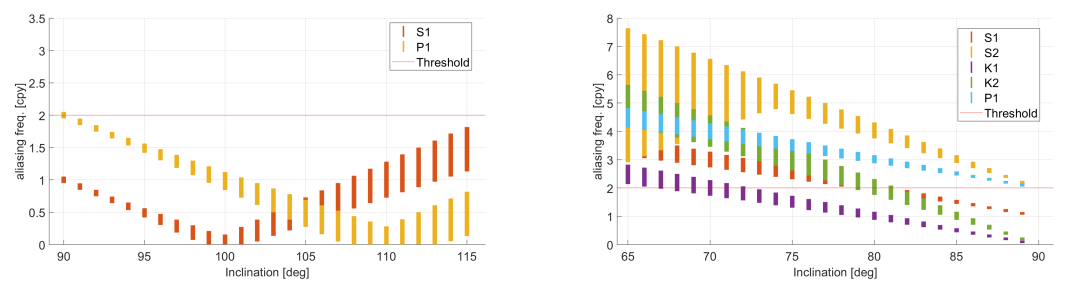 3.5
3
2.5
2
1.5
1
0.5
0
aliasing freq. [cpy]
90
95
100
105
110
115
Inclination [deg]
S1
P1
Threshold
8
7
6
5
4
3
2
1
0
aliasing freq. [cpy]
65
70
75
80
85
90
Inclination [deg]
S1
S2
K1
K2
P1
Threshold